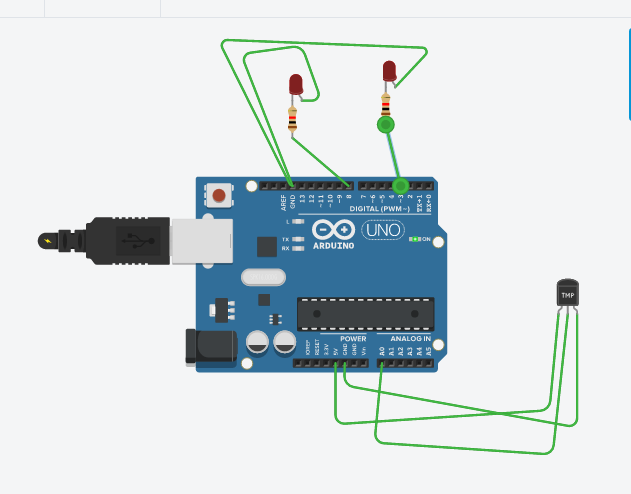 AREF
GND
13
12
~11
~10
~9
8
7
~6
~5
4
~3
2
TX→1
RX←0
DIGITAL (PWM~)
L
TX
RX
ARDUINO
UNO
ON
TMP
POWER
ANALOG IN
IOREF
RESET
3.3V
5V
GND
GND
Vin
A0
A1
A2
A3
A4
A5